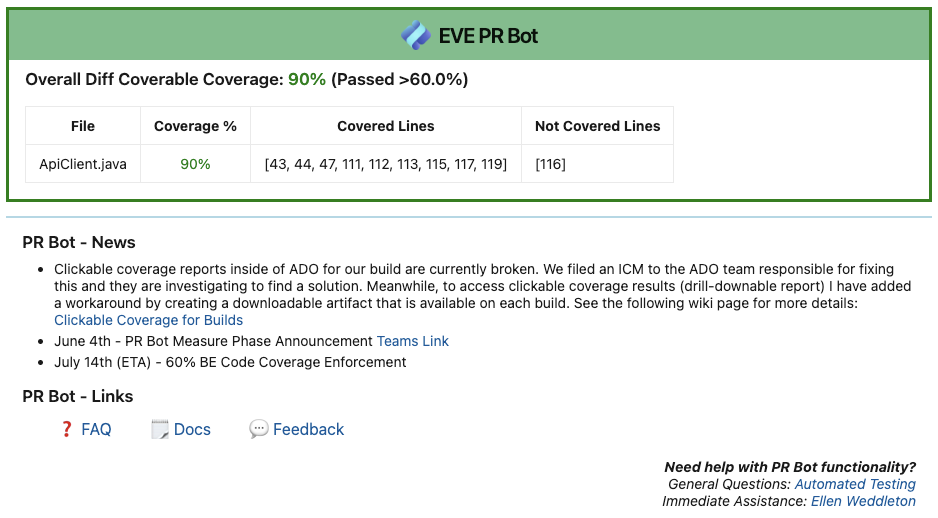 EVE PR Bot
Overall Diff Coverable Coverage: 90% (Passed >60.0%)
File Coverage % Covered Lines Not Covered Lines
ApiClient.java 90% [43, 44, 47, 111, 112, 113, 115, 117, 119] [116]
PR Bot - News
• Clickable coverage reports inside of ADO for our build are currently broken. We filed an ICM to the ADO team responsible for fixing
this and they are investigating to find a solution. Meanwhile, to access clickable coverage results (drill-downable report) I have added
a workaround by creating a downloadable artifact that is available on each build. See the following wiki page for more details:
Clickable Coverage for Builds
• June 4th - PR Bot Measure Phase Announcement Teams Link
• July 14th (ETA) - 60% BE Code Coverage Enforcement
PR Bot - Links
❓ FAQ Docs Feedback
Need help with PR Bot functionality?
General Questions: Automated Testing
Immediate Assistance: Ellen Weddleton